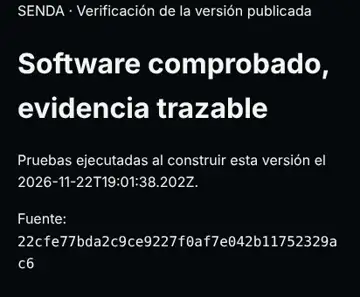 SENDA · Verificación de la versión publicada
Software comprobado,
evidencia trazable
Pruebas ejecutadas al construir esta versión el
2026-11-22T19:01:38.202Z.
Fuente:
22cfe77bda2c9ce9227f0af7e042b11752329a
c6